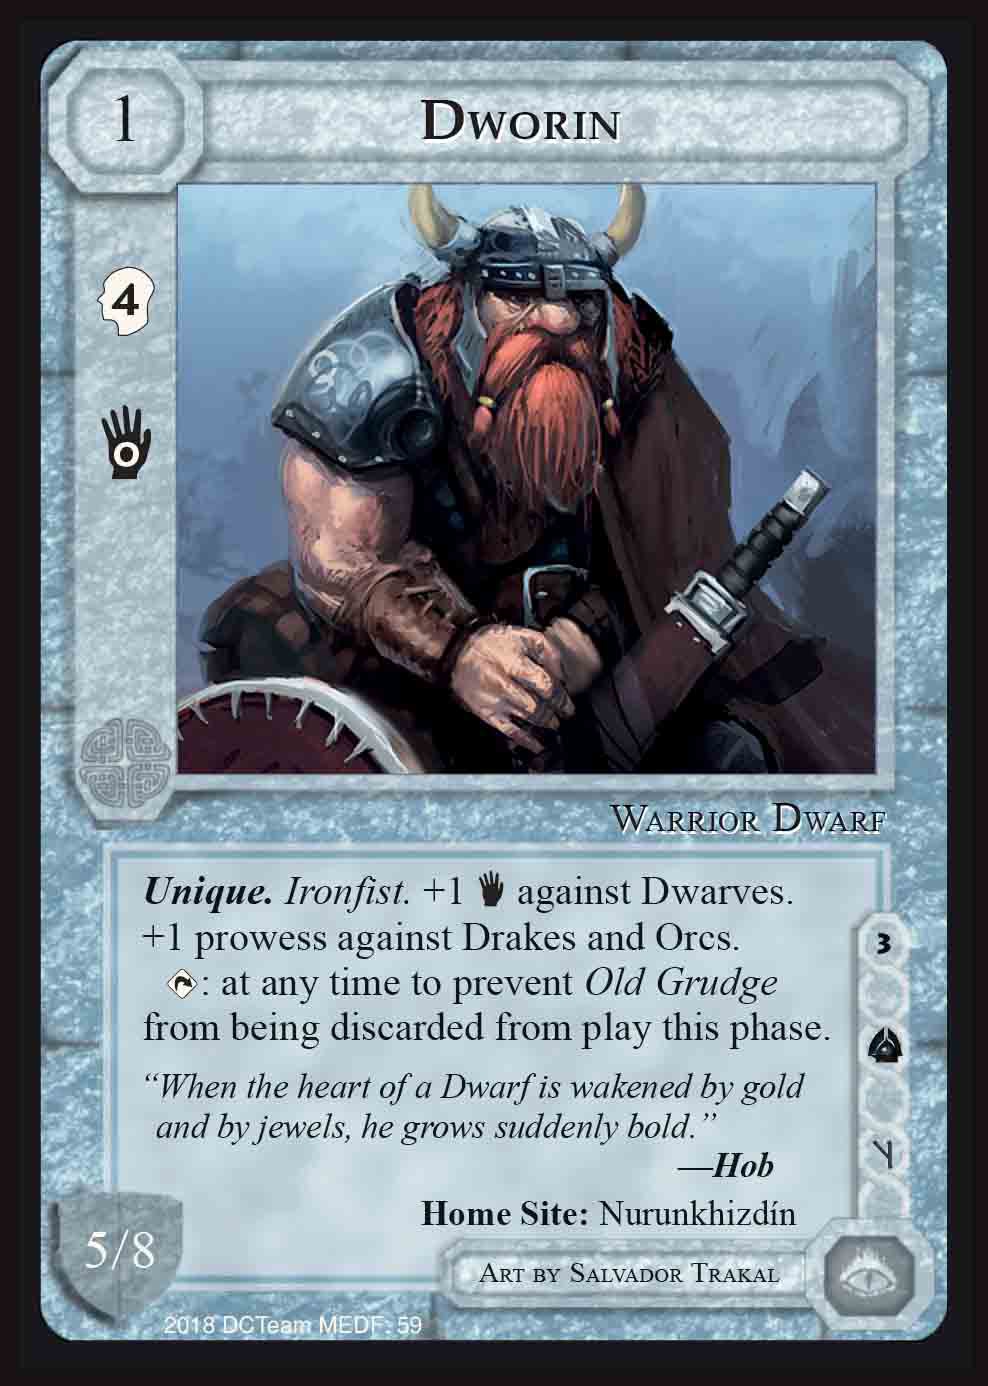 1
Dworin
4
0
Warrior Dwarf
Unique. Ironfist. +1 against Dwarves.
+1 prowess against Drakes and Orcs.
: at any time to prevent Old Grudge
from being discarded from play this phase.
“When the heart of a Dwarf is wakened by gold
and by jewels, he grows suddenly bold.”
—Hob
Home Site: Nurunkhizdín
3
5/8
Art by Salvador Trakal
2018 DCTeam MEDF: 59